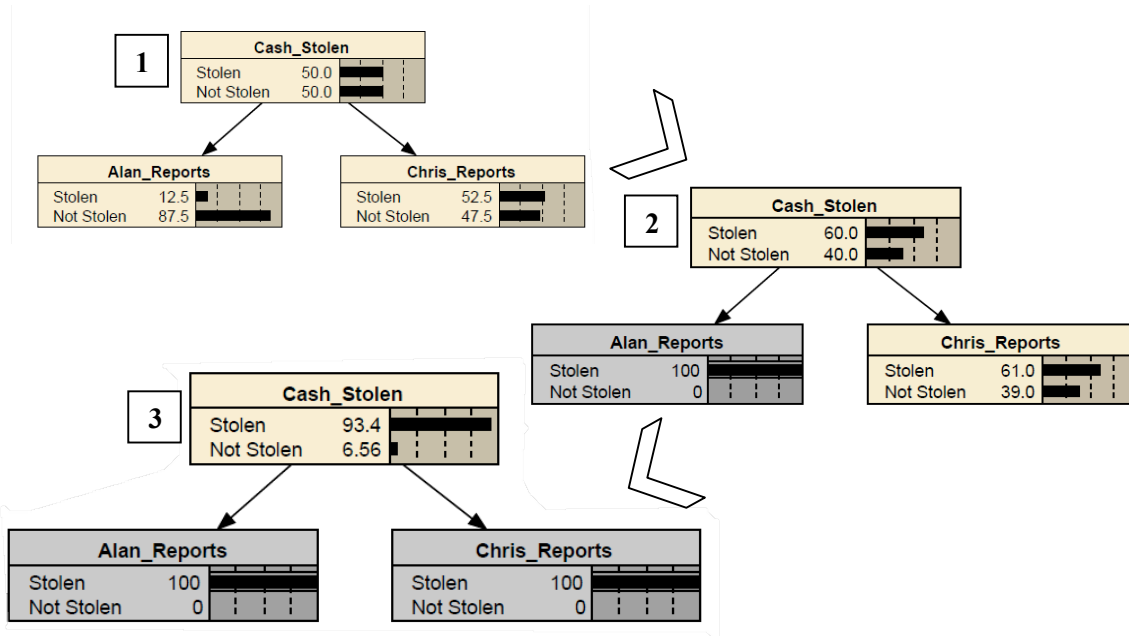 1
Cash_Stolen
Stolen 50.0
Not Stolen 50.0
Alan_Reports
Stolen 12.5
Not Stolen 87.5
Chris_Reports
Stolen 52.5
Not Stolen 47.5
2
Cash_Stolen
Stolen 60.0
Not Stolen 40.0
Alan_Reports
Stolen 100
Not Stolen 0
Chris_Reports
Stolen 61.0
Not Stolen 39.0
3
Cash_Stolen
Stolen 93.4
Not Stolen 6.56
Alan_Reports
Stolen 100
Not Stolen 0
Chris_Reports
Stolen 100
Not Stolen 0